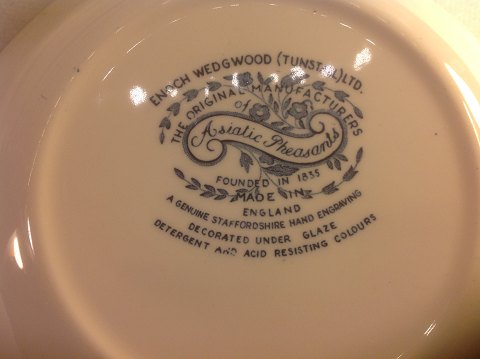 ENOCH WEDGWOOD (TUNSTALL) LTD.
THE ORIGINAL MANUFACTURERS
of
Asiatic Pheasants
FOUNDED IN 1835
MADE IN
ENGLAND
A GENUINE STAFFORDSHIRE HAND ENGRAVING
DECORATED UNDER GLAZE
DETERGENT AND ACID RESISTING COLOURS